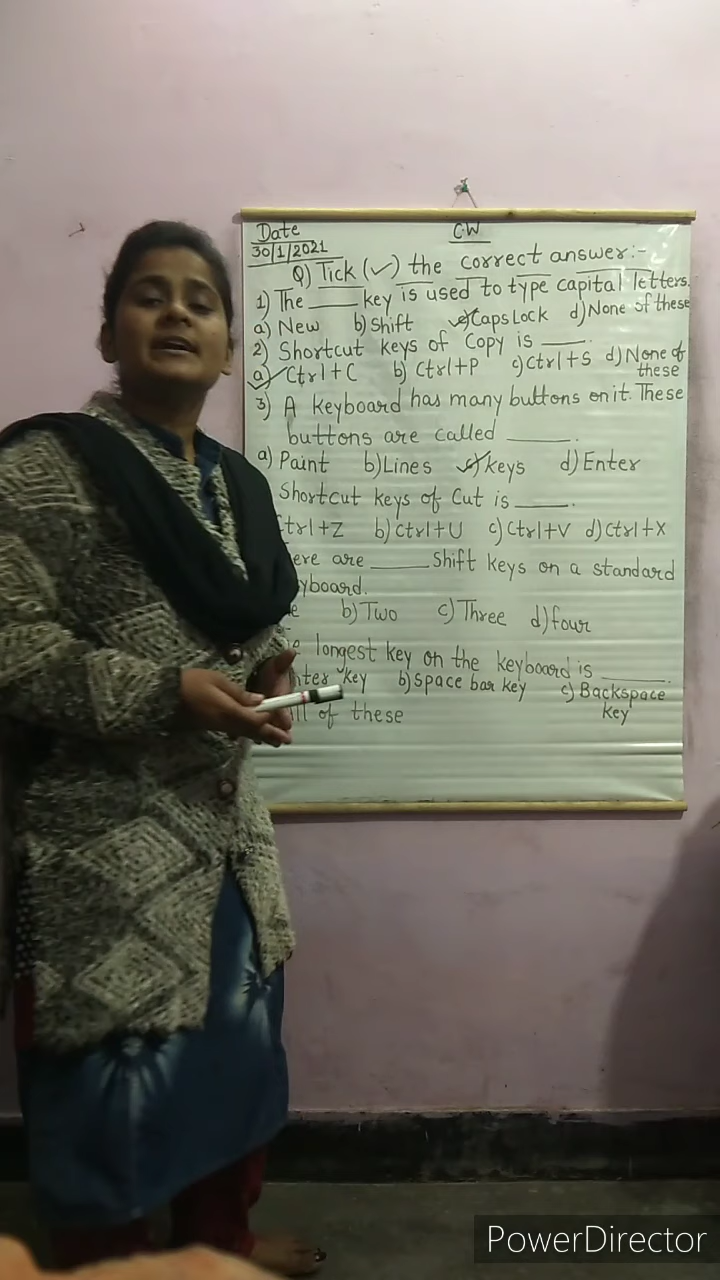 Date
30/1/2021
CW
Q) Tick (✓) the correct answer:-
1) The ____ key is used to type capital letters.
a) New b) Shift c) Caps Lock d) None of these
2) Shortcut keys of Copy is ____.
a) Ctrl+C b) Ctrl+P c) Ctrl+S d) None of
these
3) A keyboard has many buttons on it. These
buttons are called ____.
a) Paint b) Lines c) keys d) Enter
Shortcut keys of Cut is ____.
b) Ctrl+U c) Ctrl+V d) Ctrl+X
are ____ Shift keys on a standard
b) Two c) Three d) four
longest key on the keyboard is ____.
key b) Space bar key c) Backspace
key
of these
PowerDirector